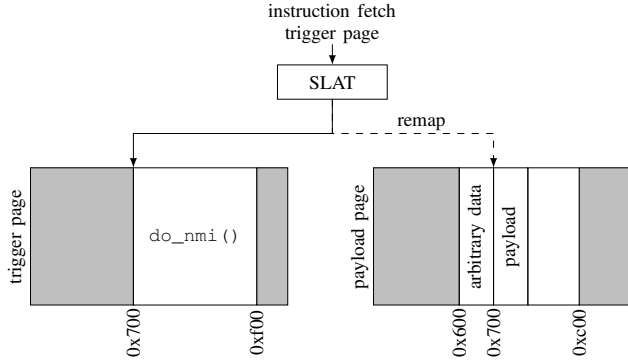 instruction fetch
trigger page
SLAT
remap
trigger page
do_nmi()
0x700
0xf00
payload page
arbitrary data
payload
0x600
0x700
0xc00